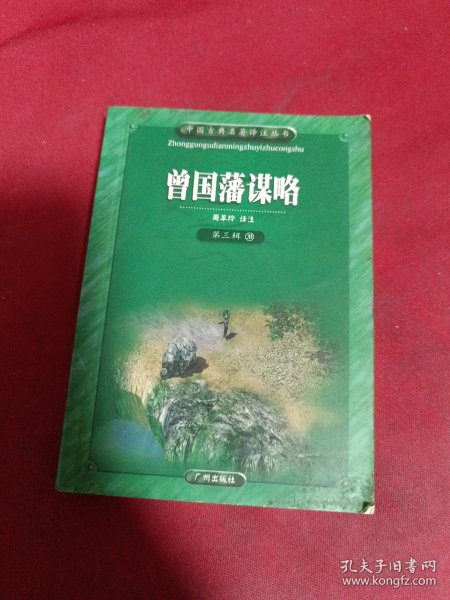 中国古典名著译注丛书
Zhongguogudianmingzhuyizhucongshu
曾国藩谋略
周翠玲 译注
第三辑 ㊴
广州出版社
孔夫子旧书网
www.kongfz.com